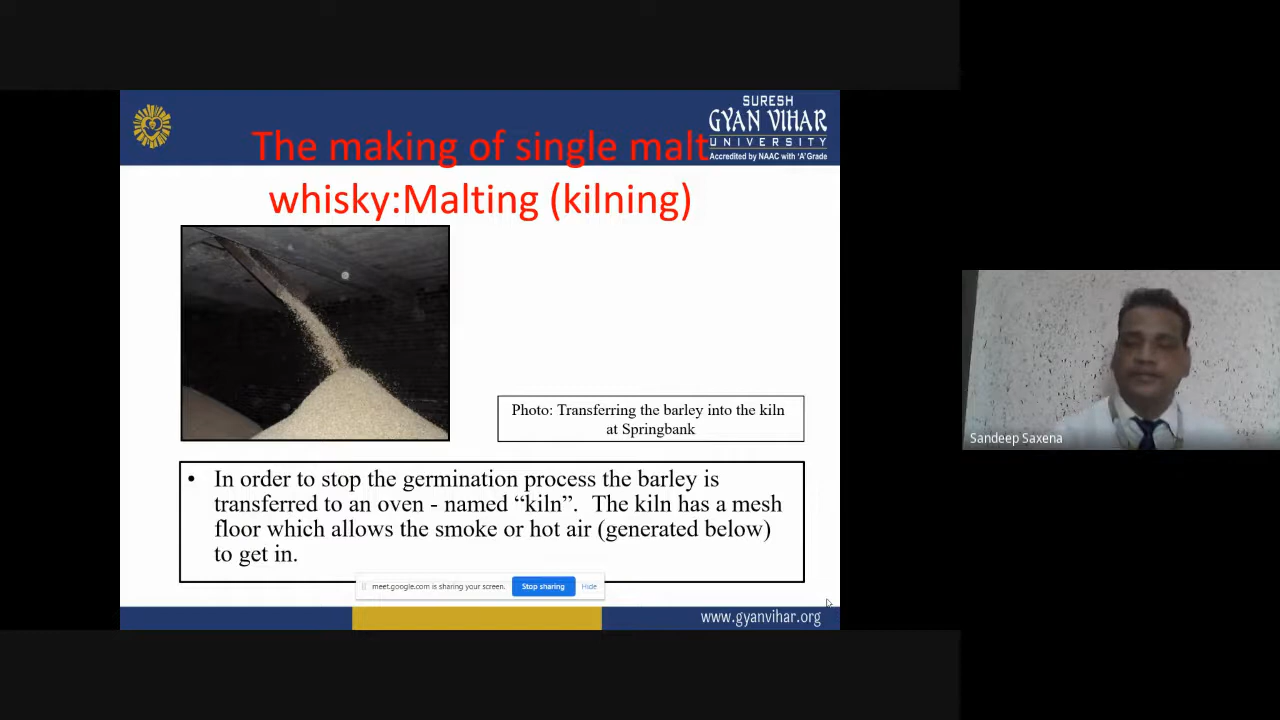 SURESH
GYAN VIHAR
UNIVERSITY
Accredited by NAAC with 'A' Grade
The making of single malt
whisky:Malting (kilning)
Photo: Transferring the barley into the kiln
at Springbank
• In order to stop the germination process the barley is
transferred to an oven - named “kiln”. The kiln has a mesh
floor which allows the smoke or hot air (generated below)
to get in.
meet.google.com is sharing your screen. Stop sharing Hide
www.gyanvihar.org
Sandeep Saxena